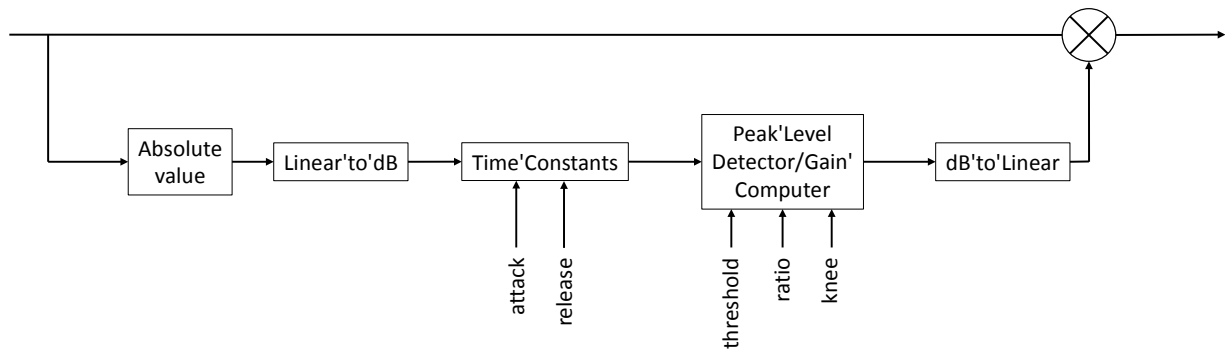 Absolute
value
Linear'to'dB
Time'Constants
Peak'Level
Detector/Gain'
Computer
dB'to'Linear
attack
release
threshold
ratio
knee